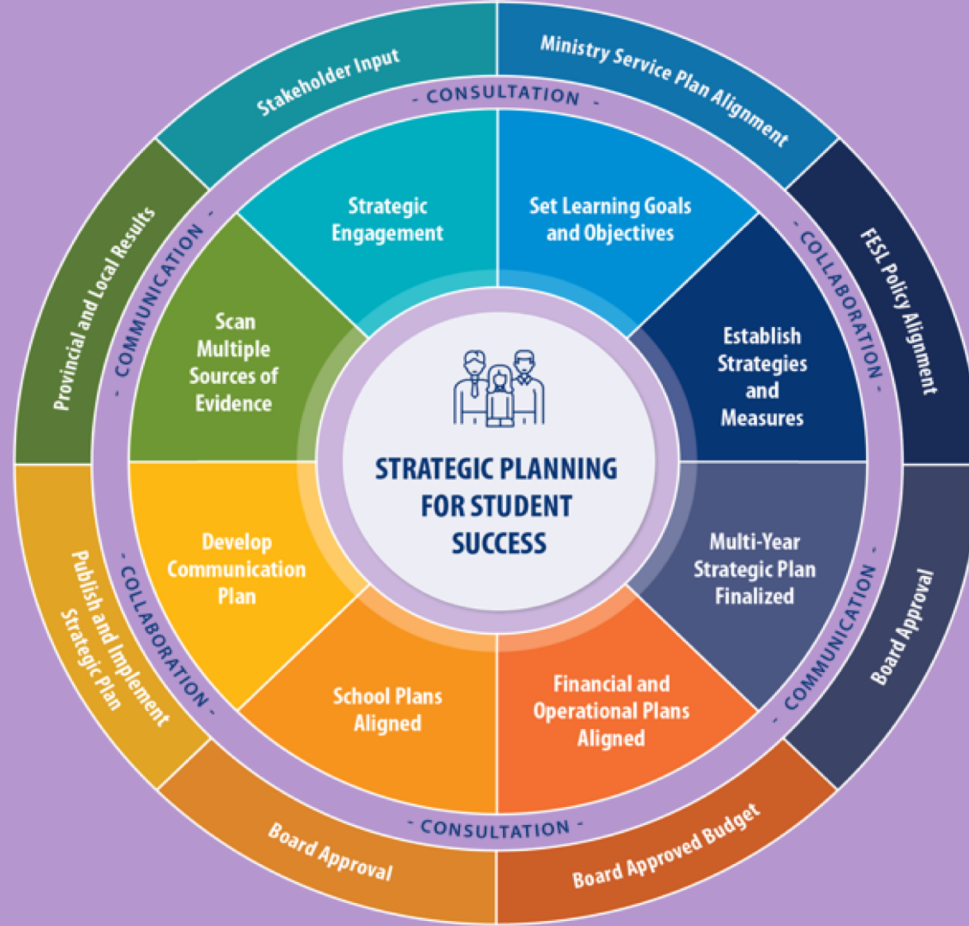 Stakeholder Input
Ministry Service Plan Alignment
FESL Policy Alignment
Board Approval
Board Approved Budget
Board Approval
Publish and Implement
Strategic Plan
Provincial and Local Results
- CONSULTATION -
- COLLABORATION -
- COMMUNICATION -
- CONSULTATION -
- COLLABORATION -
- COMMUNICATION -
Strategic
Engagement
Set Learning Goals
and Objectives
Establish
Strategies
and
Measures
Multi-Year
Strategic Plan
Finalized
Financial and
Operational Plans
Aligned
School Plans
Aligned
Develop
Communication
Plan
Scan
Multiple
Sources of
Evidence
STRATEGIC PLANNING
FOR STUDENT
SUCCESS